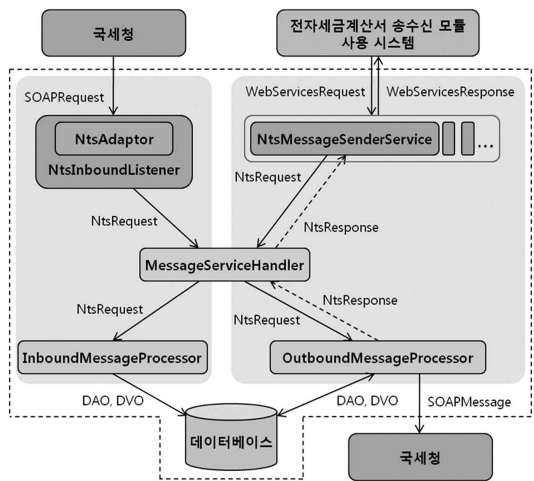 국세청
전자세금계산서 송수신 모듈
사용 시스템
SOAPRequest
WebServicesRequest
WebServicesResponse
NtsAdaptor
NtsInboundListener
NtsMessageSenderService
...
NtsRequest
NtsRequest
NtsResponse
MessageServiceHandler
NtsRequest
NtsRequest
NtsResponse
InboundMessageProcessor
OutboundMessageProcessor
DAO, DVO
DAO, DVO
SOAPMessage
데이터베이스
국세청